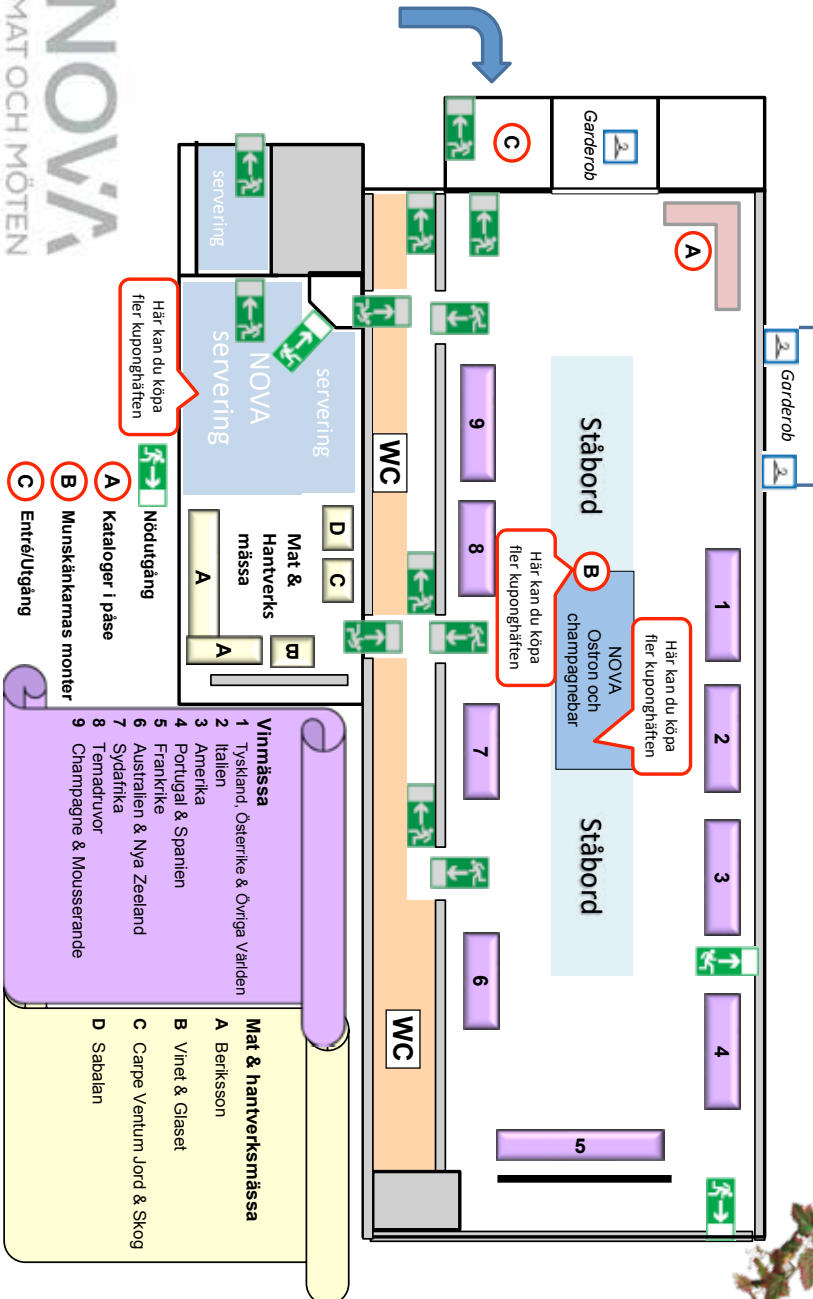 NOVA
MAT OCH MÖTEN
Garderob
C
A
Garderob
1
2
3
4
5
6
7
8
9
Ståbord
Ståbord
B
NOVA
Ostron och
champagnebar
Här kan du köpa
fler kuponghäften
Här kan du köpa
fler kuponghäften
WC
WC
servering
servering
NOVA
servering
Här kan du köpa
fler kuponghäften
Mat &
Hantverks
mässa
D
C
A
A
B
Nödutgång
A Kataloger i påse
B Munskänkarnas monter
C Entré/Utgång
Vinmässa
1 Tyskland, Österrike & Övriga Världen
2 Italien
3 Amerika
4 Portugal & Spanien
5 Frankrike
6 Australien & Nya Zeeland
7 Sydafrika
8 Temadruvor
9 Champagne & Mousserande
Mat & hantverksmässa
A Beriksson
B Vinet & Glaset
C Carpe Ventum Jord & Skog
D Sabalan